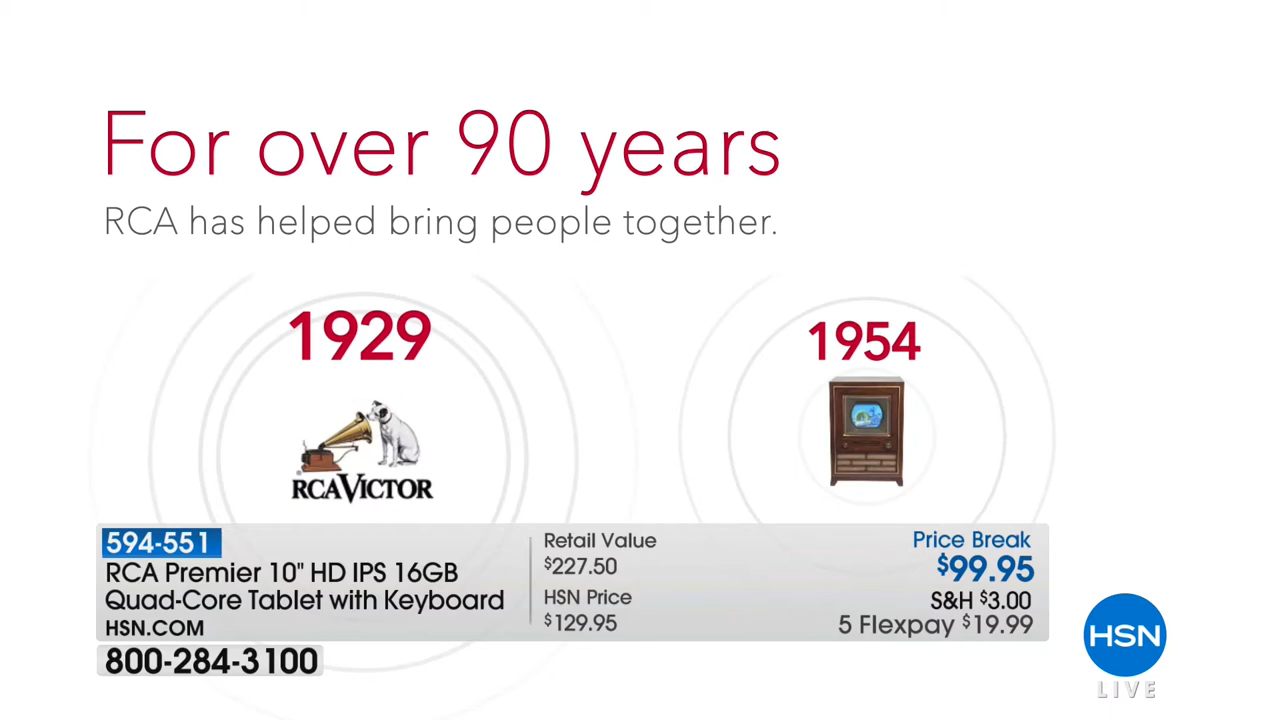 For over 90 years
RCA has helped bring people together.
1929
1954
RCA VICTOR
594-551
RCA Premier 10" HD IPS 16GB
Quad-Core Tablet with Keyboard
HSN.COM
Retail Value
$227.50
HSN Price
$129.95
Price Break
$99.95
S&H $3.00
5 Flexpay $19.99
800-284-3100
HSN
LIVE